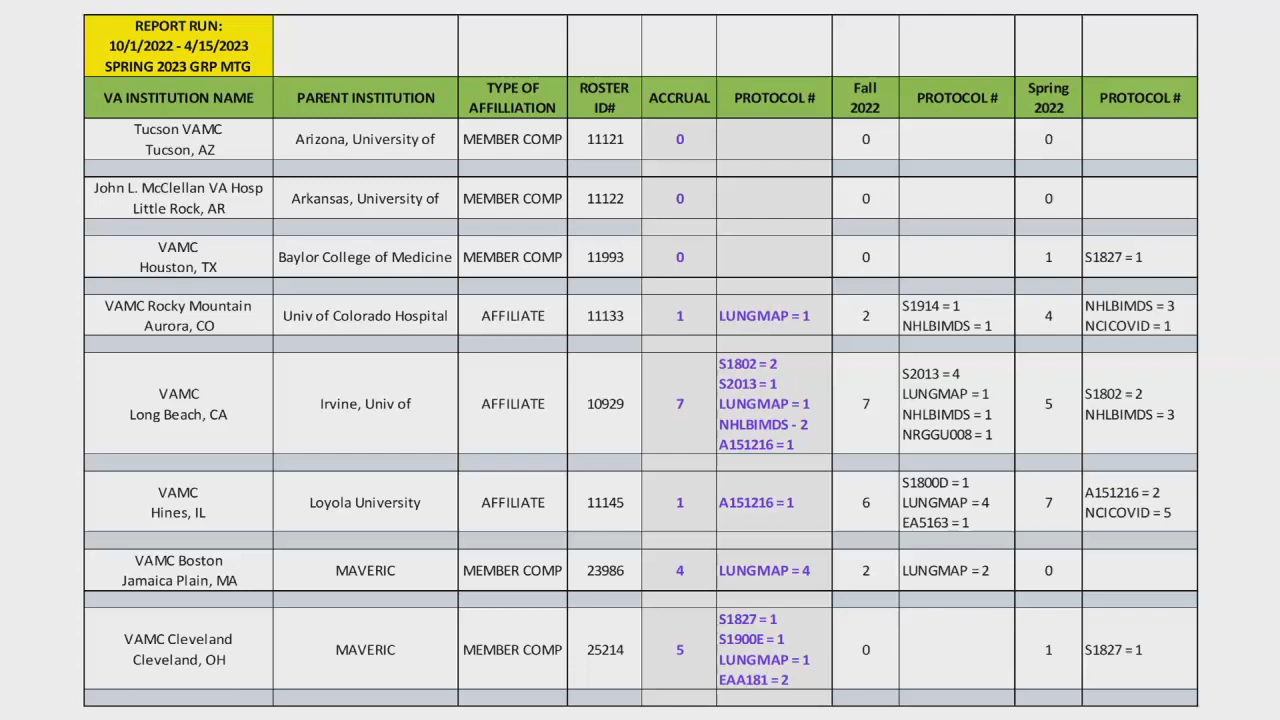 REPORT RUN:
10/1/2022 - 4/15/2023
SPRING 2023 GRP MTG
VA INSTITUTION NAME
PARENT INSTITUTION
TYPE OF
AFFILLIATION
ROSTER
ID#
ACCRUAL
PROTOCOL #
Fall
2022
PROTOCOL #
Spring
2022
PROTOCOL #
Tucson VAMC
Tucson, AZ
Arizona, University of
MEMBER COMP
11121
0
0
0
John L. McClellan VA Hosp
Little Rock, AR
Arkansas, University of
MEMBER COMP
11122
0
0
0
VAMC
Houston, TX
Baylor College of Medicine
MEMBER COMP
11993
0
0
1
S1827 = 1
VAMC Rocky Mountain
Aurora, CO
Univ of Colorado Hospital
AFFILIATE
11133
1
LUNGMAP = 1
2
S1914 = 1
NHLBIMDS = 1
4
NHLBIMDS = 3
NCICOVID = 1
VAMC
Long Beach, CA
Irvine, Univ of
AFFILIATE
10929
7
S1802 = 2
S2013 = 1
LUNGMAP = 1
NHLBIMDS - 2
A151216 = 1
7
S2013 = 4
LUNGMAP = 1
NHLBIMDS = 1
NRGGU008 = 1
5
S1802 = 2
NHLBIMDS = 3
VAMC
Hines, IL
Loyola University
AFFILIATE
11145
1
A151216 = 1
6
S1800D = 1
LUNGMAP = 4
EA5163 = 1
7
A151216 = 2
NCICOVID = 5
VAMC Boston
Jamaica Plain, MA
MAVERIC
MEMBER COMP
23986
4
LUNGMAP = 4
2
LUNGMAP = 2
0
VAMC Cleveland
Cleveland, OH
MAVERIC
MEMBER COMP
25214
5
S1827 = 1
S1900E = 1
LUNGMAP = 1
EAA181 = 2
0
1
S1827 = 1